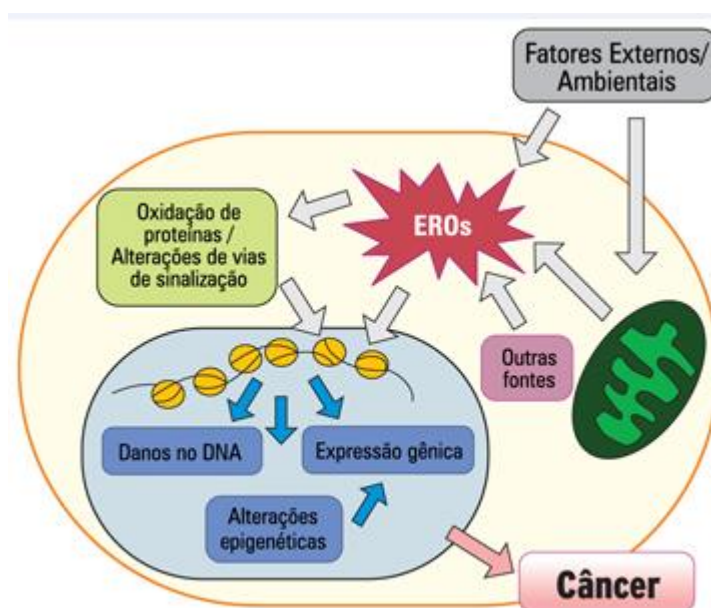 Fatores Externos/
Ambientais
EROs
Oxidação de
proteínas /
Alterações de vias
de sinalização
Outras
fontes
Danos no DNA
Expressão gênica
Alterações
epigenéticas
Câncer